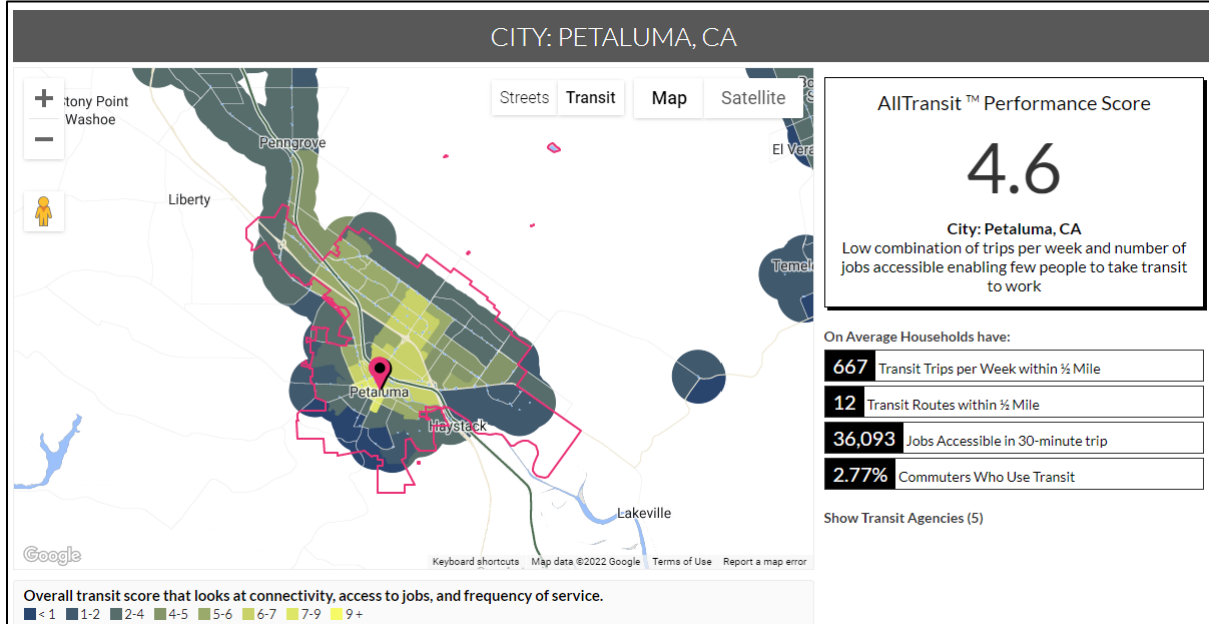 CITY: PETALUMA, CA
Stony Point
Washoe
Streets
Transit
Map
Satellite
Penngrove
El Vera
Liberty
Temel
Petaluma
Haystack
Lakeville
Google
Keyboard shortcuts
Map data ©2022 Google
Terms of Use
Report a map error
Overall transit score that looks at connectivity, access to jobs, and frequency of service.
< 1 1-2 2-4 4-5 5-6 6-7 7-9 9 +
AllTransit ™ Performance Score
4.6
City: Petaluma, CA
Low combination of trips per week and number of
jobs accessible enabling few people to take transit
to work
On Average Households have:
667 Transit Trips per Week within ½ Mile
12 Transit Routes within ½ Mile
36,093 Jobs Accessible in 30-minute trip
2.77% Commuters Who Use Transit
Show Transit Agencies (5)